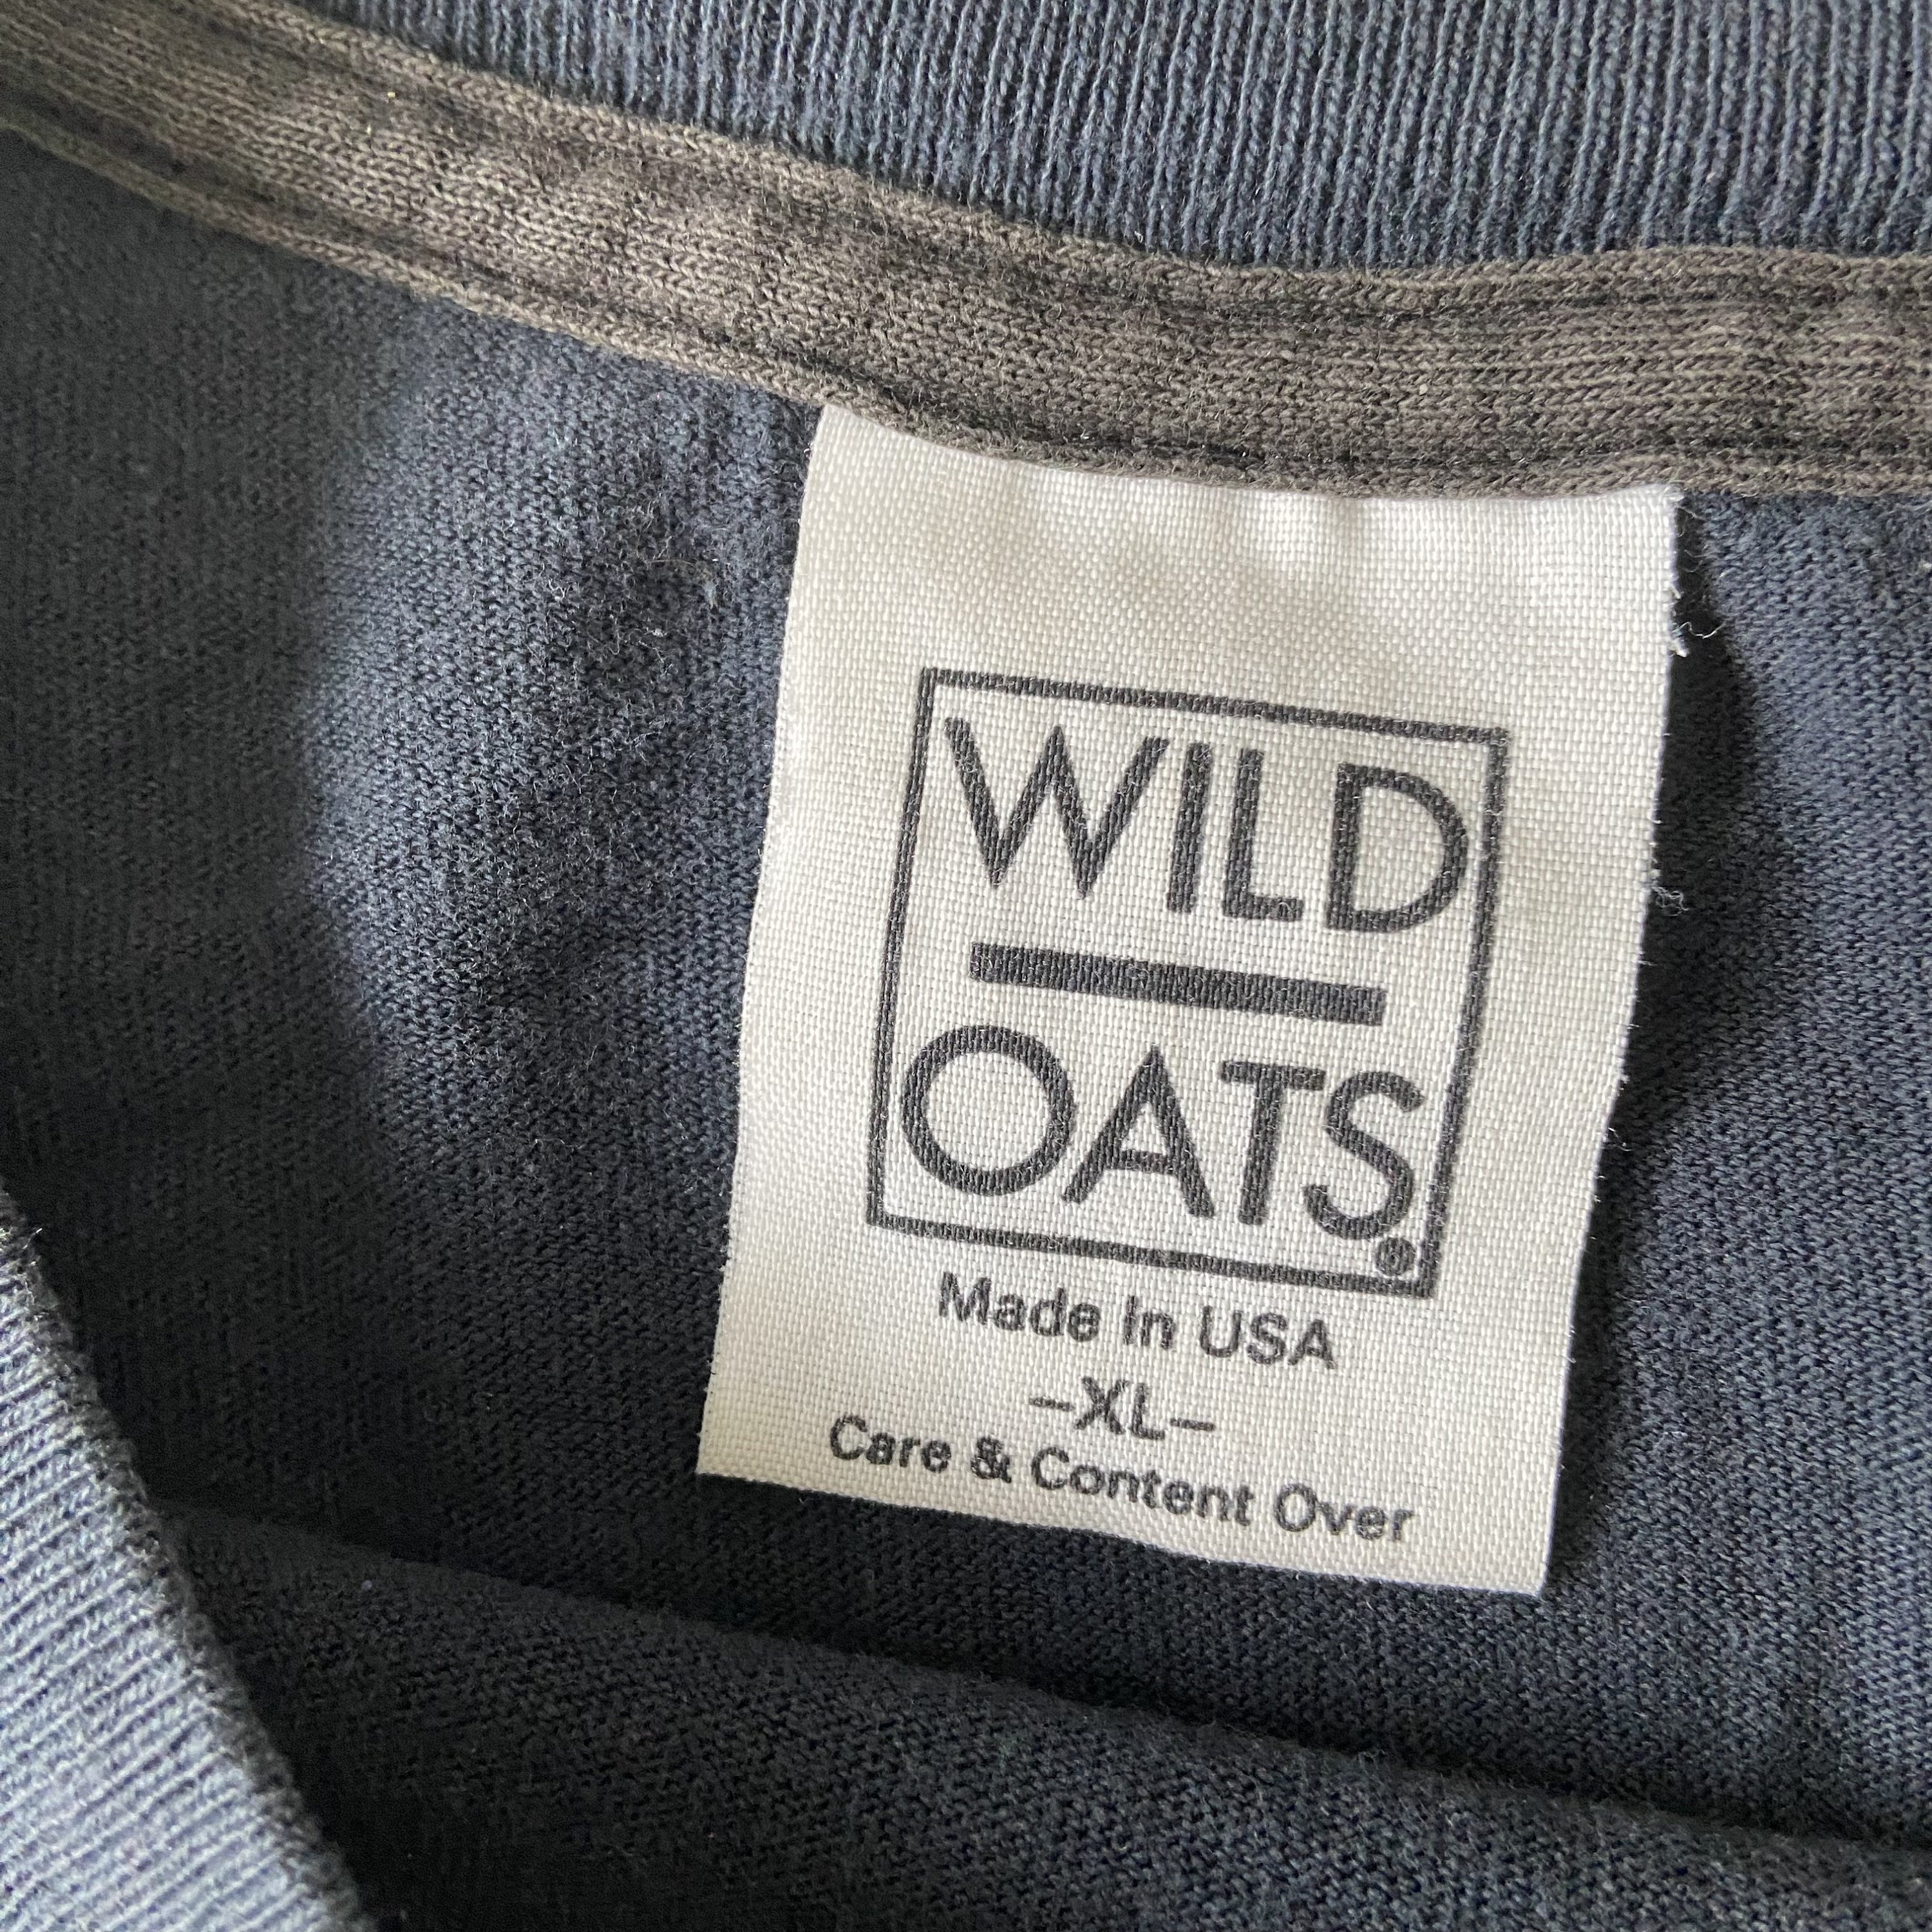 WILD
OATS®
Made In USA
-XL-
Care & Content Over